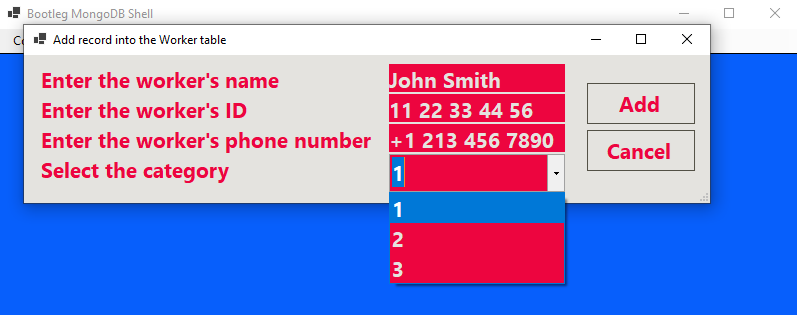 Bootleg MongoDB Shell
Add record into the Worker table
Enter the worker's name John Smith
Enter the worker's ID 11 22 33 44 56
Enter the worker's phone number +1 213 456 7890
Select the category 1
1
2
3
Add
Cancel